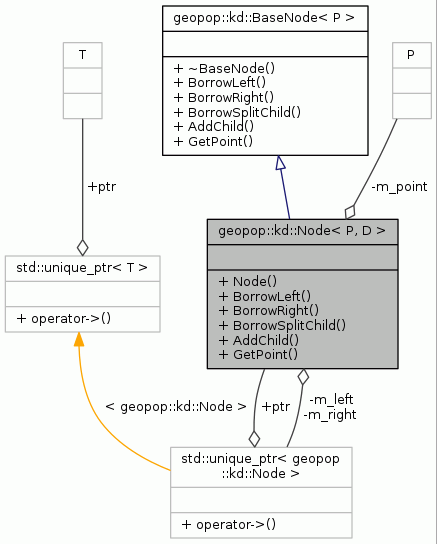 geopop::kd::BaseNode< P >
+ ~BaseNode()
+ BorrowLeft()
+ BorrowRight()
+ BorrowSplitChild()
+ AddChild()
+ GetPoint()
T
P
+ptr
-m_point
geopop::kd::Node< P, D >
+ Node()
+ BorrowLeft()
+ BorrowRight()
+ BorrowSplitChild()
+ AddChild()
+ GetPoint()
std::unique_ptr< T >
+ operator->()
< geopop::kd::Node >
+ptr
-m_left
-m_right
std::unique_ptr< geopop
::kd::Node >
+ operator->()